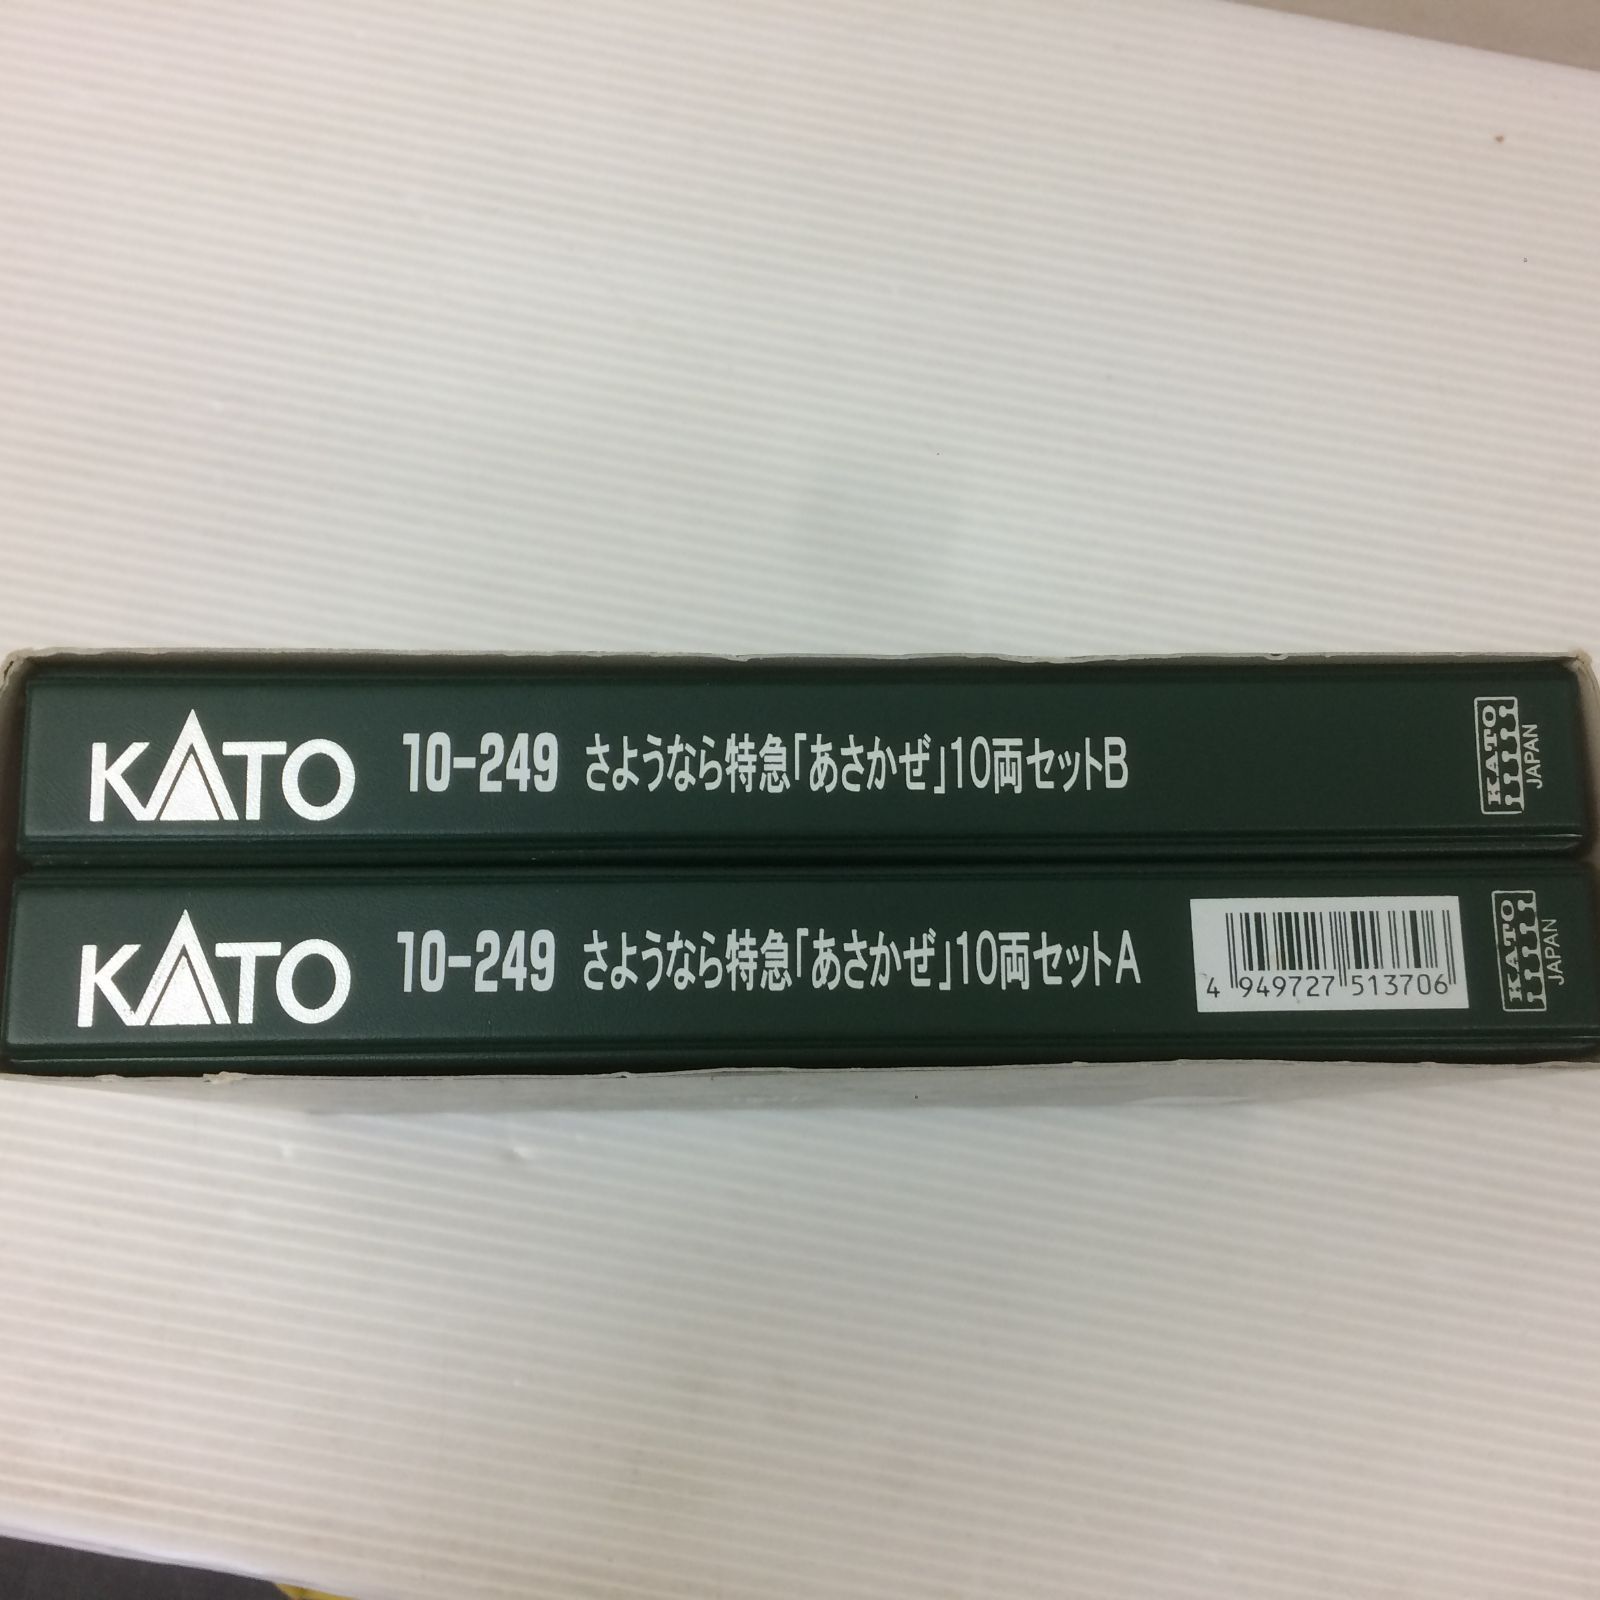 KATO 10-249 さようなら特急「あさかぜ」10両セットB KATO JAPAN
KATO 10-249 さようなら特急「あさかぜ」10両セットA 4 949727 513706 KATO JAPAN